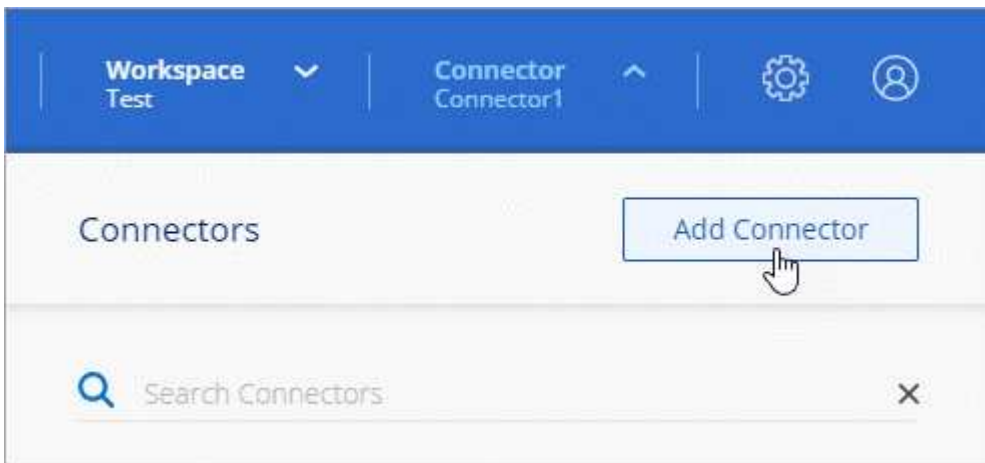 Workspace
Test
Connector
Connector1
Connectors
Add Connector
Search Connectors